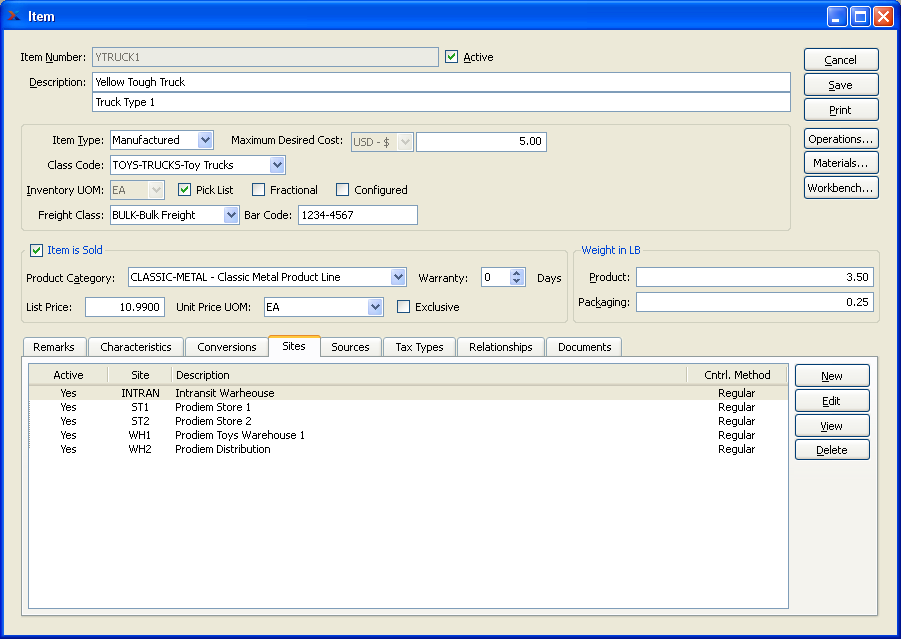 Item
Item Number: YTRUCK1 Active
Cancel
Description: Yellow Tough Truck
Save
Truck Type 1
Print
Item Type: Manufactured Maximum Desired Cost: USD - $ 5.00
Operations...
Class Code: TOYS-TRUCKS-Toy Trucks
Materials...
Inventory UOM: EA Pick List Fractional Configured
Workbench...
Freight Class: BULK-Bulk Freight Bar Code: 1234-4567
Item is Sold Weight in LB
Product Category: CLASSIC-METAL - Classic Metal Product Line Warranty: 0 Days Product: 3.50
List Price: 10.9900 Unit Price UOM: EA Exclusive Packaging: 0.25
Remarks Characteristics Conversions Sites Sources Tax Types Relationships Documents
Active Site Description Cntrl. Method
New
Yes INTRAN Intransit Warheouse Regular
Yes ST1 Prodiem Store 1 Regular
Edit
Yes ST2 Prodiem Store 2 Regular
View
Yes WH1 Prodiem Toys Warehouse 1 Regular
Yes WH2 Prodiem Distribution Regular
Delete